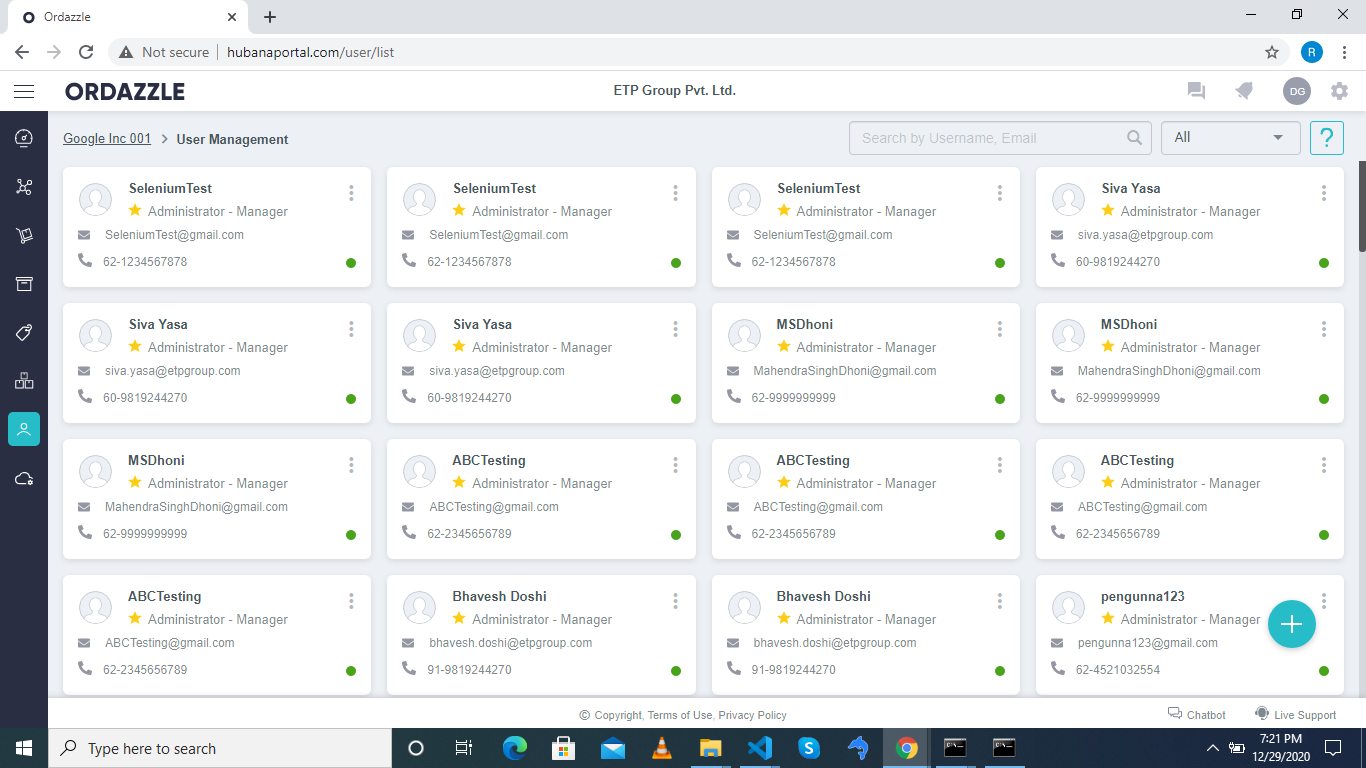 Ordazzle
Not secure hubanaportal.com/user/list R
ORDAZZLE ETP Group Pvt. Ltd. DG
Google Inc 001 > User Management Search by Username, Email All ?
SeleniumTest SeleniumTest SeleniumTest Siva Yasa
Administrator - Manager Administrator - Manager Administrator - Manager Administrator - Manager
SeleniumTest@gmail.com SeleniumTest@gmail.com SeleniumTest@gmail.com siva.yasa@etpgroup.com
62-1234567878 62-1234567878 62-1234567878 60-9819244270
Siva Yasa Siva Yasa MSDhoni MSDhoni
Administrator - Manager Administrator - Manager Administrator - Manager Administrator - Manager
siva.yasa@etpgroup.com siva.yasa@etpgroup.com MahendraSinghDhoni@gmail.com MahendraSinghDhoni@gmail.com
60-9819244270 60-9819244270 62-9999999999 62-9999999999
MSDhoni ABCTesting ABCTesting ABCTesting
Administrator - Manager Administrator - Manager Administrator - Manager Administrator - Manager
MahendraSinghDhoni@gmail.com ABCTesting@gmail.com ABCTesting@gmail.com ABCTesting@gmail.com
62-9999999999 62-2345656789 62-2345656789 62-2345656789
ABCTesting Bhavesh Doshi Bhavesh Doshi pengunna123
Administrator - Manager Administrator - Manager Administrator - Manager Administrator - Manager
ABCTesting@gmail.com bhavesh.doshi@etpgroup.com bhavesh.doshi@etpgroup.com pengunna123@gmail.com
62-2345656789 91-9819244270 91-9819244270 62-4521032554
© Copyright, Terms of Use, Privacy Policy Chatbot Live Support
Type here to search 7:21 PM
12/29/2020